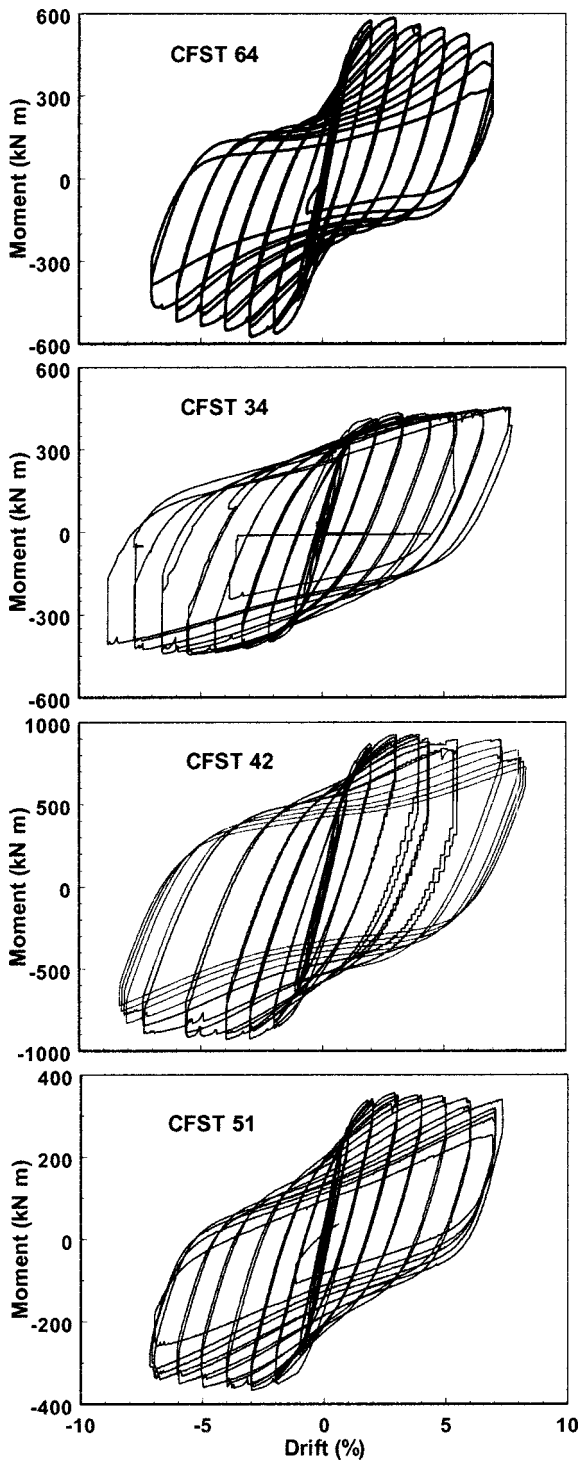 600
CFST 64
300
Moment (kN m)
0
-300
-600
600
CFST 34
300
Moment (kN m)
0
-300
-600
1000
CFST 42
500
Moment (kN m)
0
-500
-1000
400
CFST 51
200
Moment (kN m)
0
-200
-400
-10 -5 0 5 10
Drift (%)